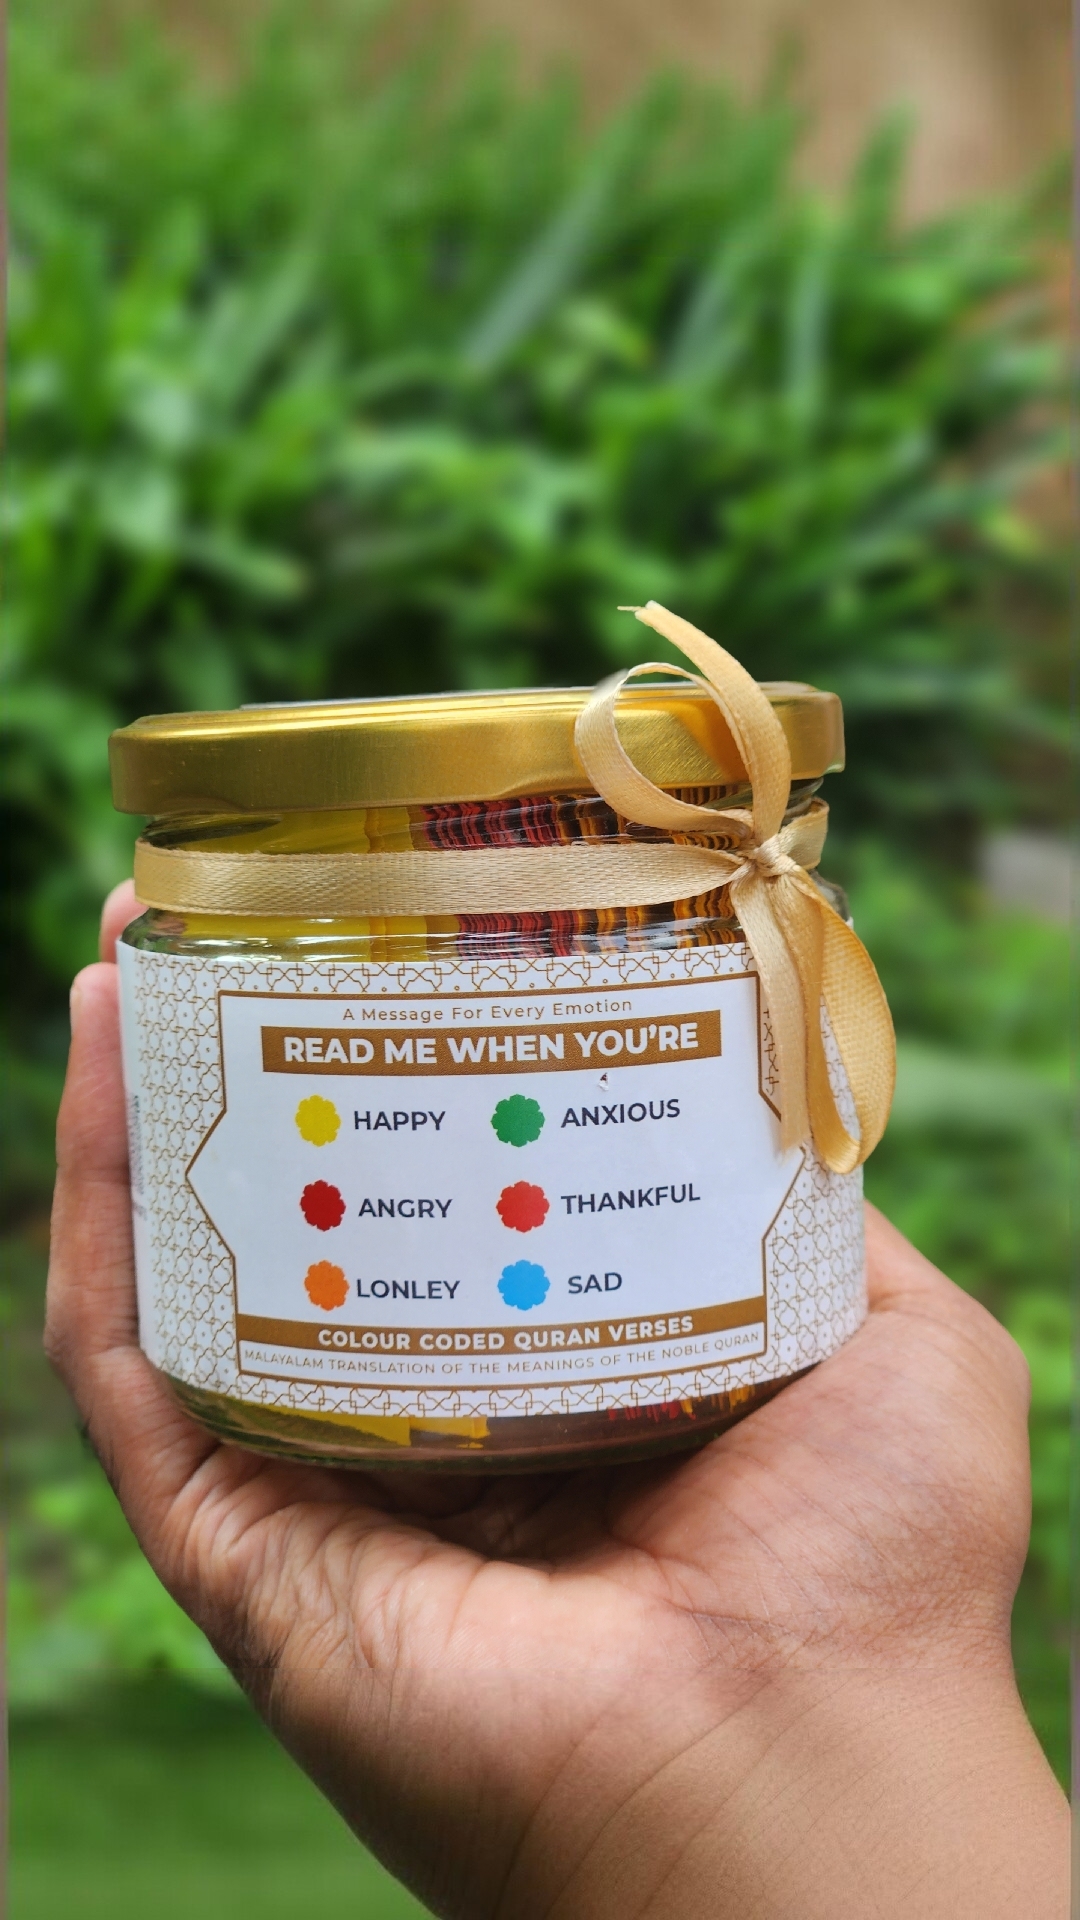 A Message For Every Emotion
READ ME WHEN YOU'RE
HAPPY ANXIOUS
ANGRY THANKFUL
LONLEY SAD
COLOUR CODED QURAN VERSES
MALAYALAM TRANSLATION OF THE MEANINGS OF THE NOBLE QURAN